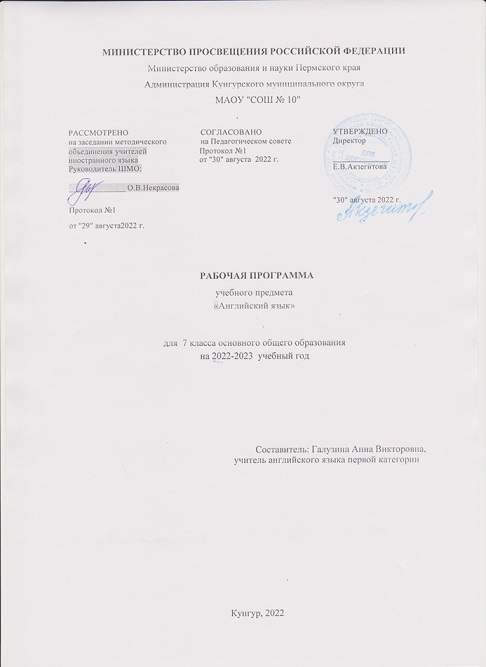 МИНИСТЕРСТВО ПРОСВЕЩЕНИЯ РОССИЙСКОЙ ФЕДЕРАЦИИ
Министерство образования и науки Пермского края
Администрация Кунгурского муниципального округа
МАОУ "СОШ № 10"
РАССМОТРЕНО
на заседании методического
объединения учителей
иностранного языка
Руководитель ШМО:
О.В.Некрасова
Протокол №1
от "29" августа2022 г.
СОГЛАСОВАНО
на Педагогическом совете
Протокол №1
от "30" августа 2022 г.
УТВЕРЖДЕНО
Директор
Е.В.Акзегитова
"30" августа 2022 г.
РАБОЧАЯ ПРОГРАММА
учебного предмета
«Английский язык»
для 7 класса основного общего образования
на 2022-2023 учебный год
Составитель: Галузина Анна Викторовна,
учитель английского языка первой категории
Кунгур, 2022